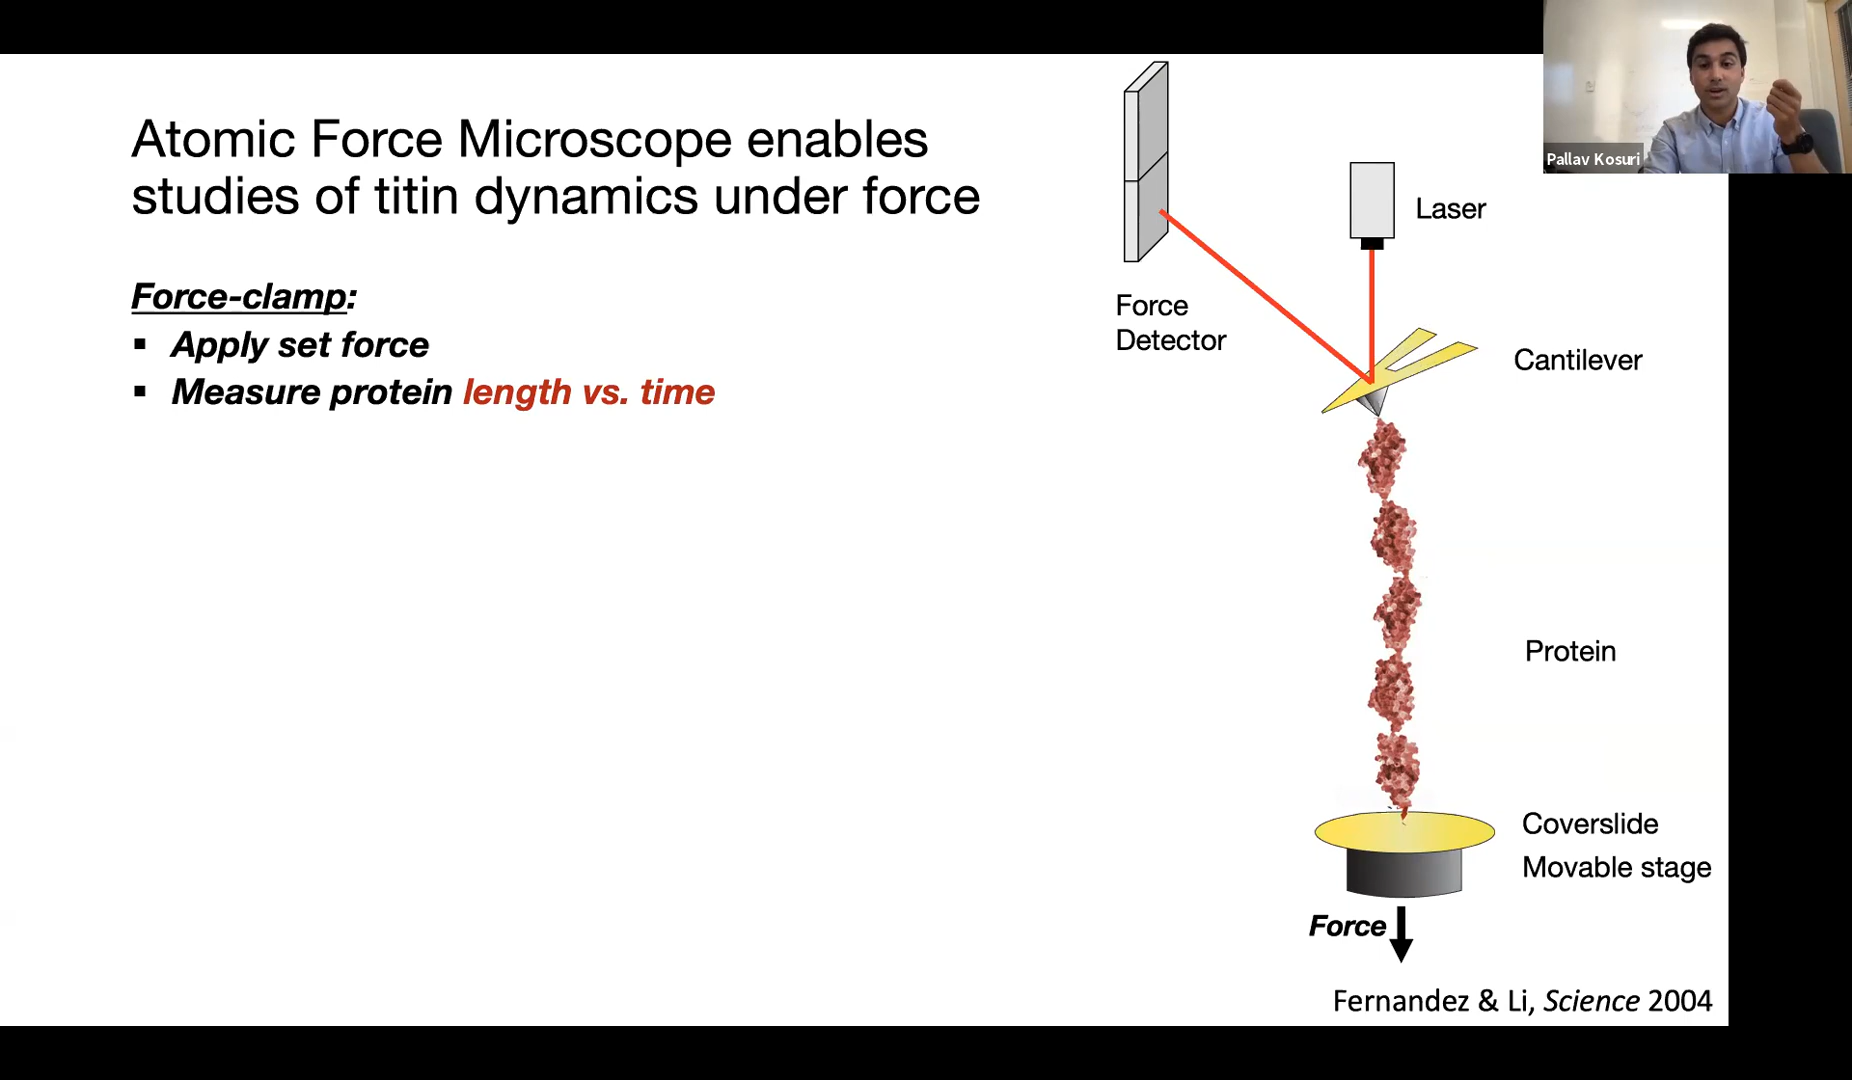 Atomic Force Microscope enables
studies of titin dynamics under force
Force-clamp:
▪ Apply set force
▪ Measure protein length vs. time
Force
Detector
Laser
Cantilever
Protein
Coverslide
Movable stage
Force
Fernandez & Li, Science 2004
Pallav Kosuri